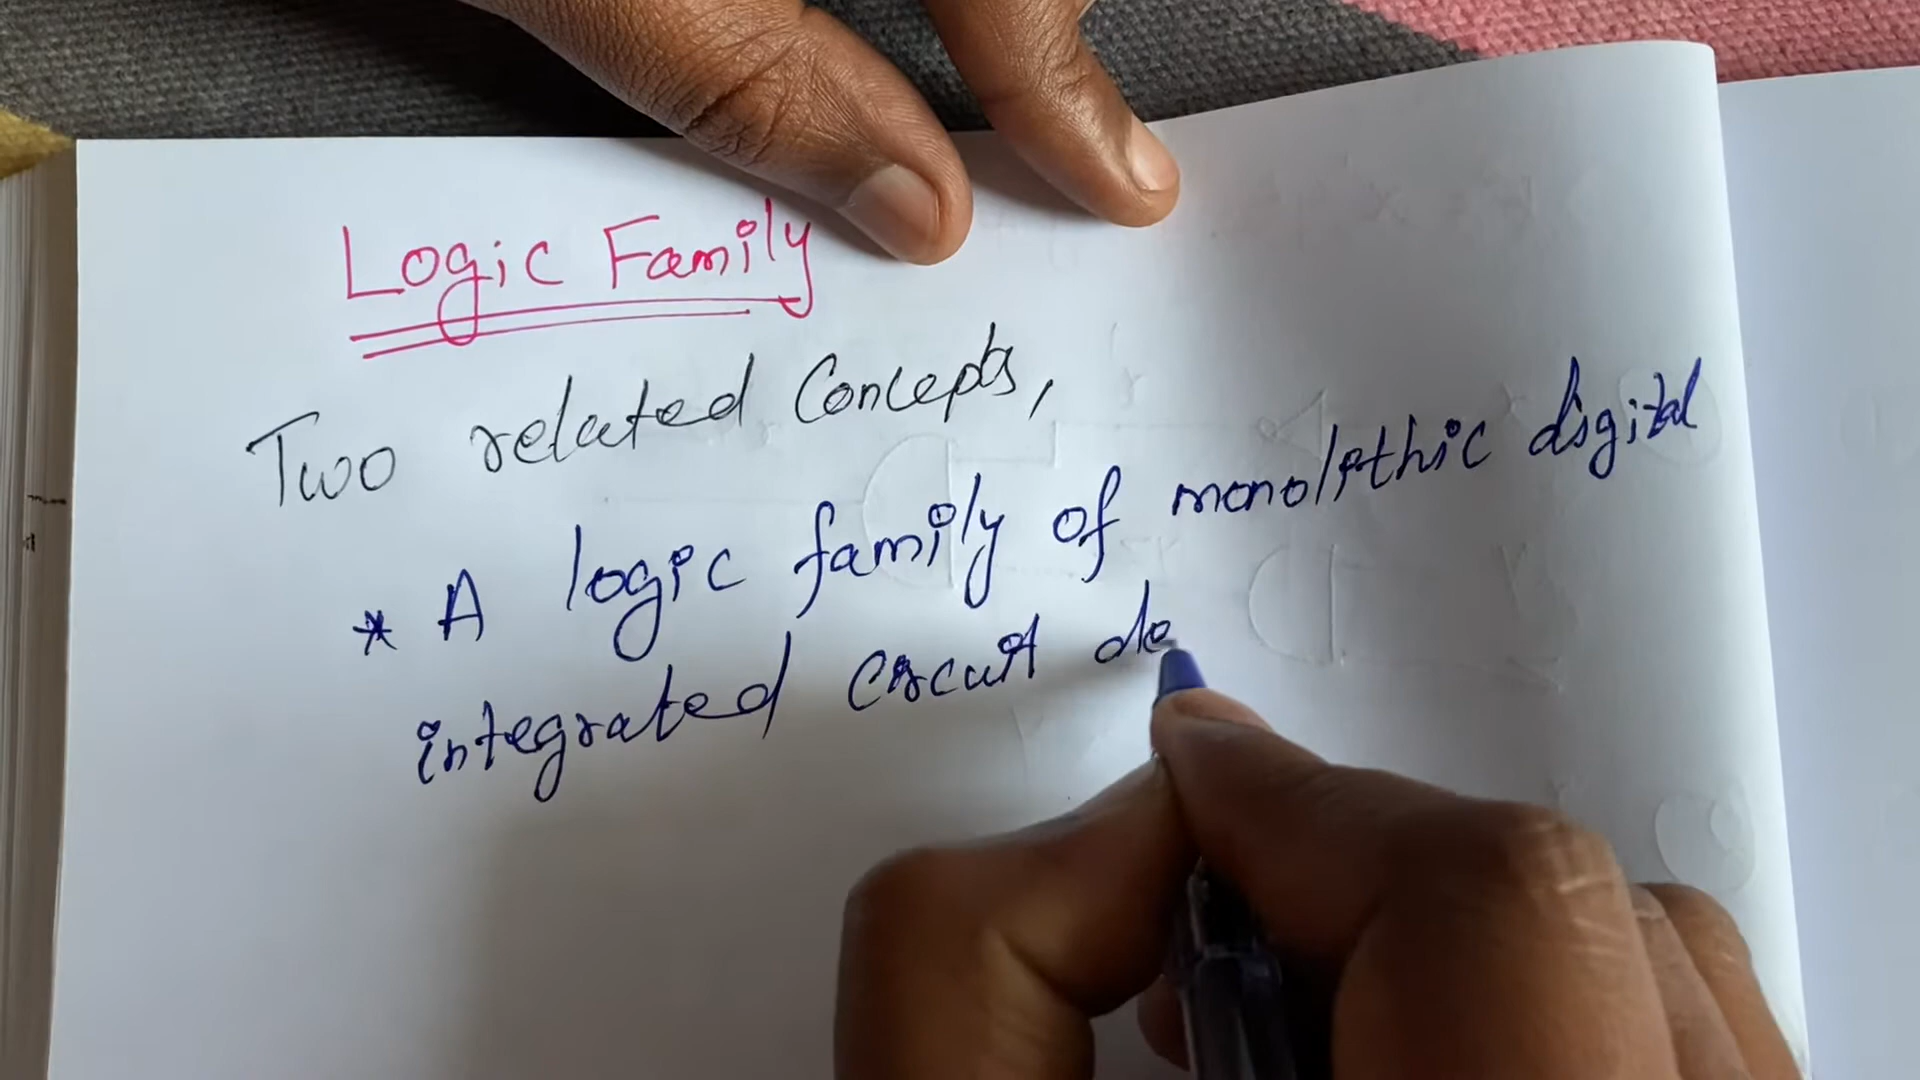 Logic Family
Two related Concepts,
* A logic family of monolithic digital
integrated circuit de